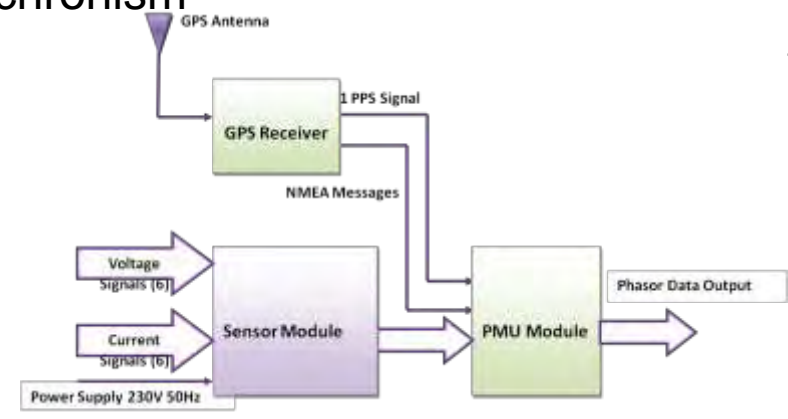 chronism
GPS Antenna
1 PPS Signal
GPS Receiver
NMEA Messages
Voltage
Signals (6)
Current
Signals (6)
Sensor Module
PMU Module
Phasor Data Output
Power Supply 230V 50Hz